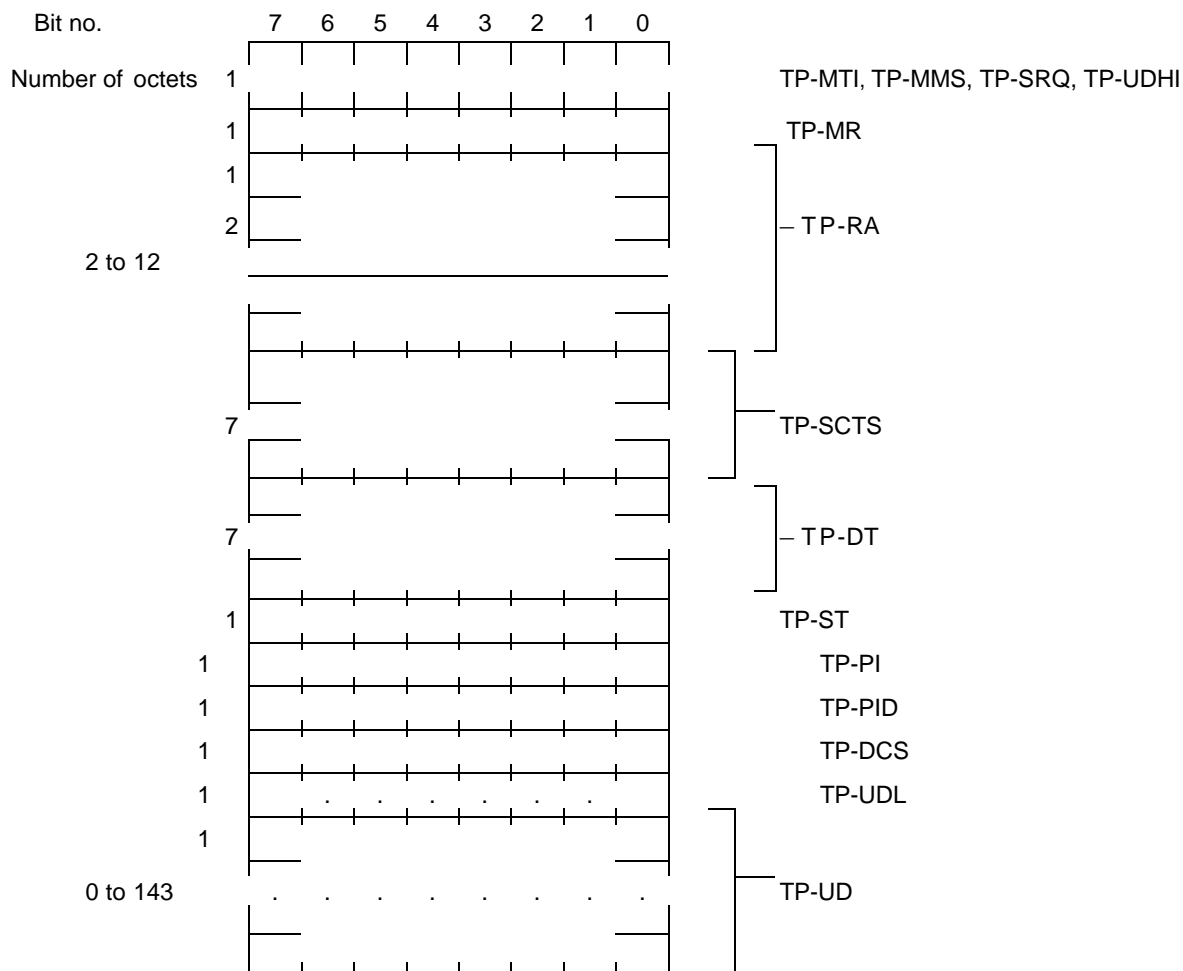 Bit no. 7 6 5 4 3 2 1 0
Number of octets 1 TP-MTI, TP-MMS, TP-SRQ, TP-UDHI
1 TP-MR
1
2 – TP-RA
2 to 12
7 TP-SCTS
7 – TP-DT
1 TP-ST
1 TP-PI
1 TP-PID
1 TP-DCS
1 . . . . . . TP-UDL
1
0 to 143 . . . . . . . . TP-UD